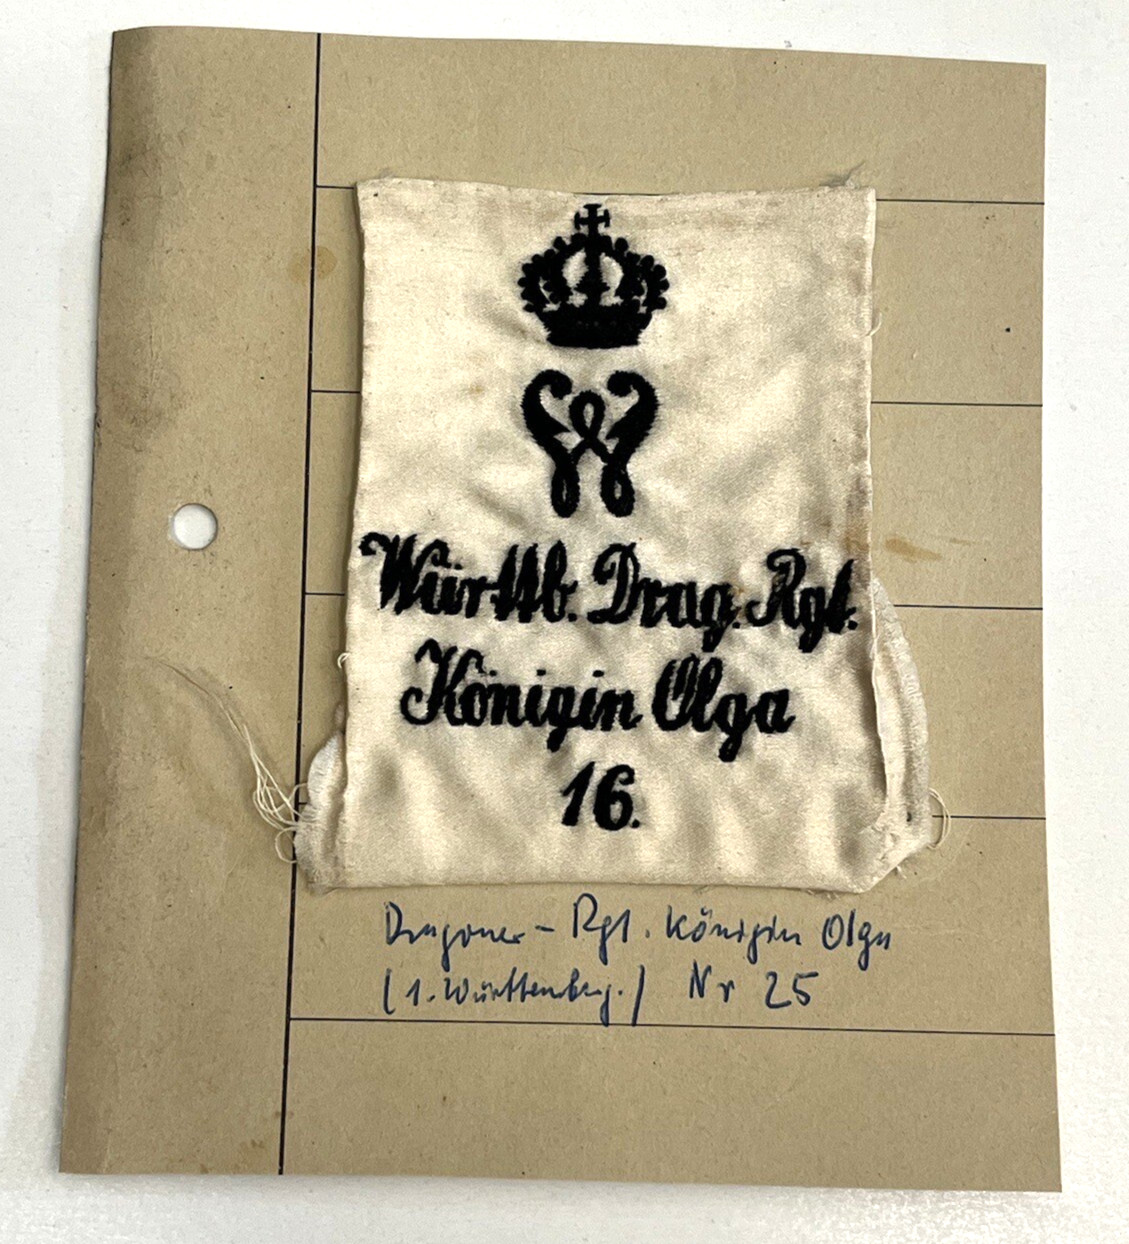 W
Württb. Drag. Rgt.
Königin Olga
16.
Dragoner - Rgt. Königin Olga
(1. Württemberg.) Nr 25